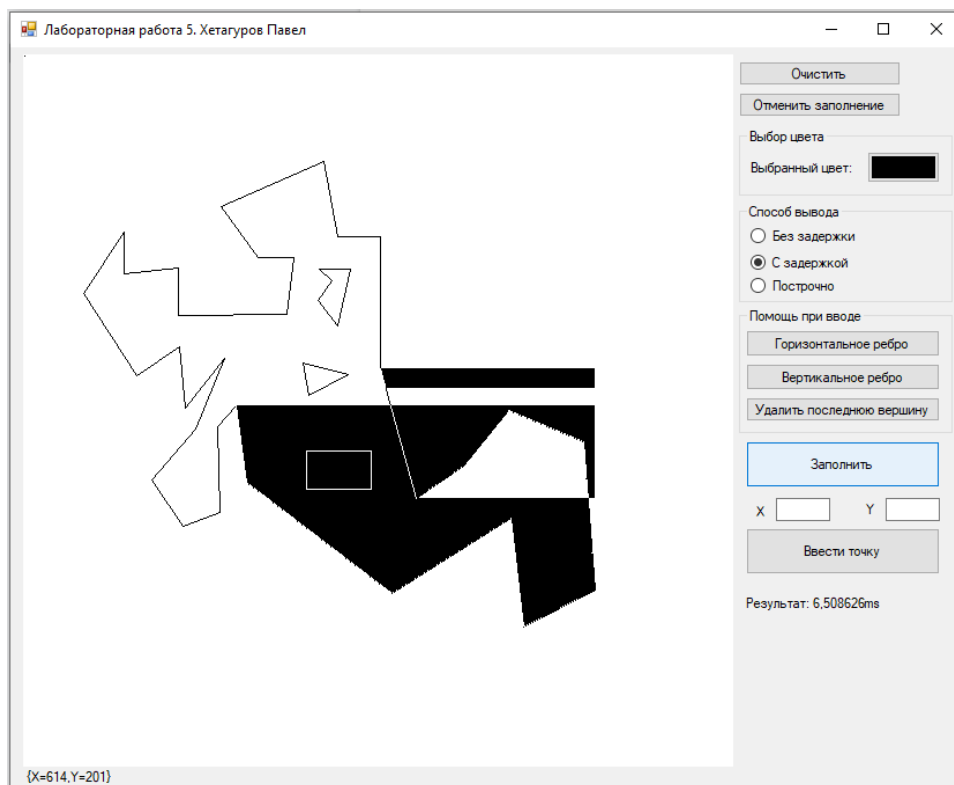 Лабораторная работа 5. Хетагуров Павел
Очистить
Отменить заполнение
Выбор цвета
Выбранный цвет:
Способ вывода
Без задержки
С задержкой
Построчно
Помощь при вводе
Горизонтальное ребро
Вертикальное ребро
Удалить последнюю вершину
Заполнить
X Y
Ввести точку
Результат: 6,508626ms
{X=614,Y=201}